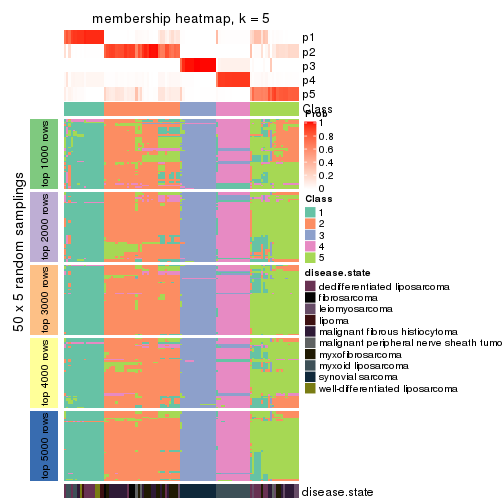 membership heatmap, k = 5
p1
p2
p3
p4
p5
Class
Prob
1
0.8
0.6
0.4
0.2
0
Class
1
2
3
4
5
disease.state
dedifferentiated liposarcoma
fibrosarcoma
leiomyosarcoma
lipoma
malignant fibrous histiocytoma
malignant peripheral nerve sheath tumo
myxofibrosarcoma
myxoid liposarcoma
synovial sarcoma
well-differentiated liposarcoma
50 x 5 random samplings
top 1000 rows
top 2000 rows
top 3000 rows
top 4000 rows
top 5000 rows
disease.state